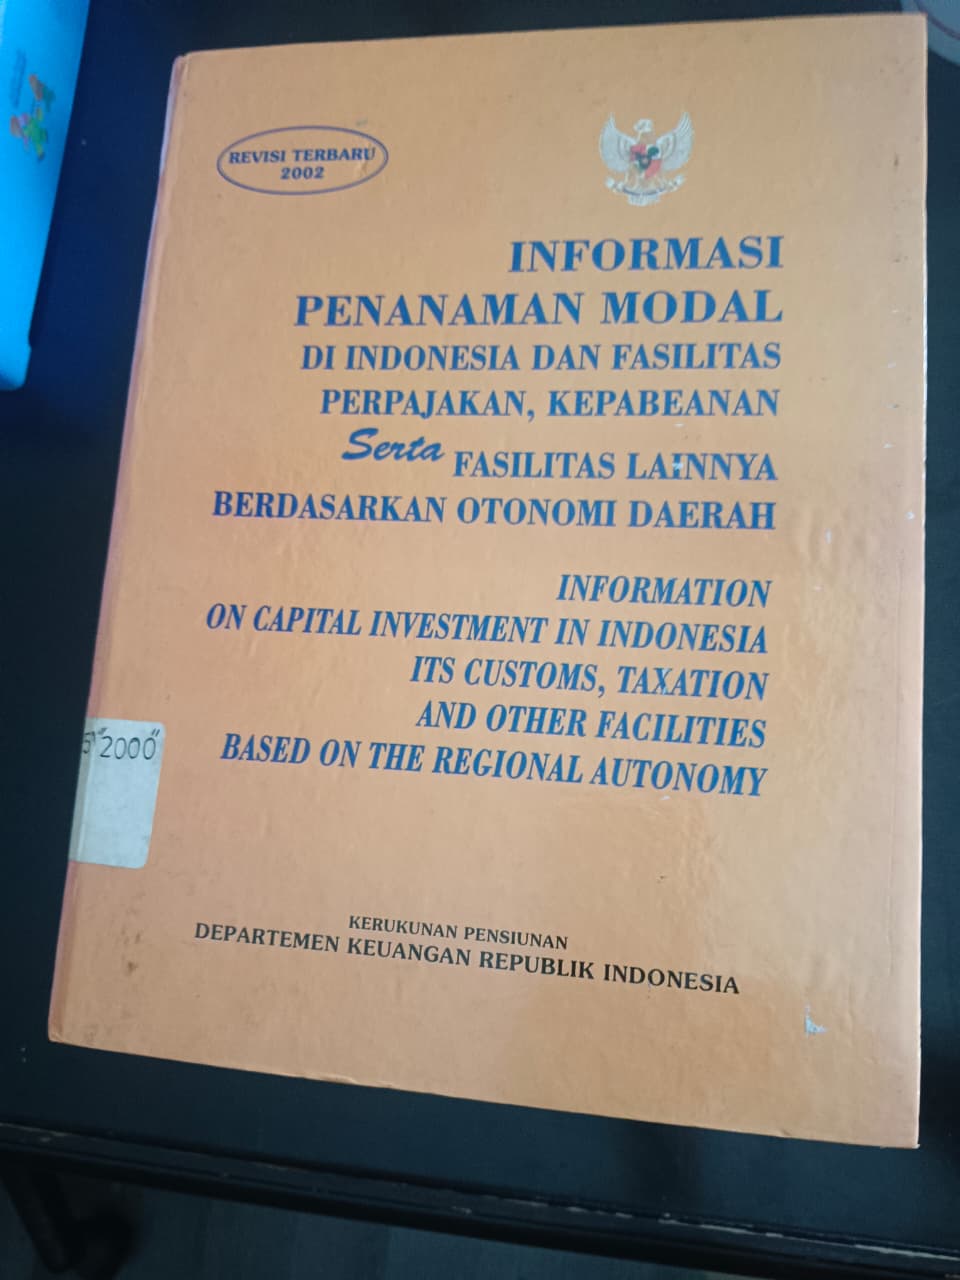 REVISI TERBARU
2002
INFORMASI
PENANAMAN MODAL
DI INDONESIA DAN FASILITAS
PERPAJAKAN, KEPABEANAN
Serta FASILITAS LAINNYA
BERDASARKAN OTONOMI DAERAH
INFORMATION
ON CAPITAL INVESTMENT IN INDONESIA
ITS CUSTOMS, TAXATION
AND OTHER FACILITIES
BASED ON THE REGIONAL AUTONOMY
2000"
KERUKUNAN PENSIUNAN
DEPARTEMEN KEUANGAN REPUBLIK INDONESIA